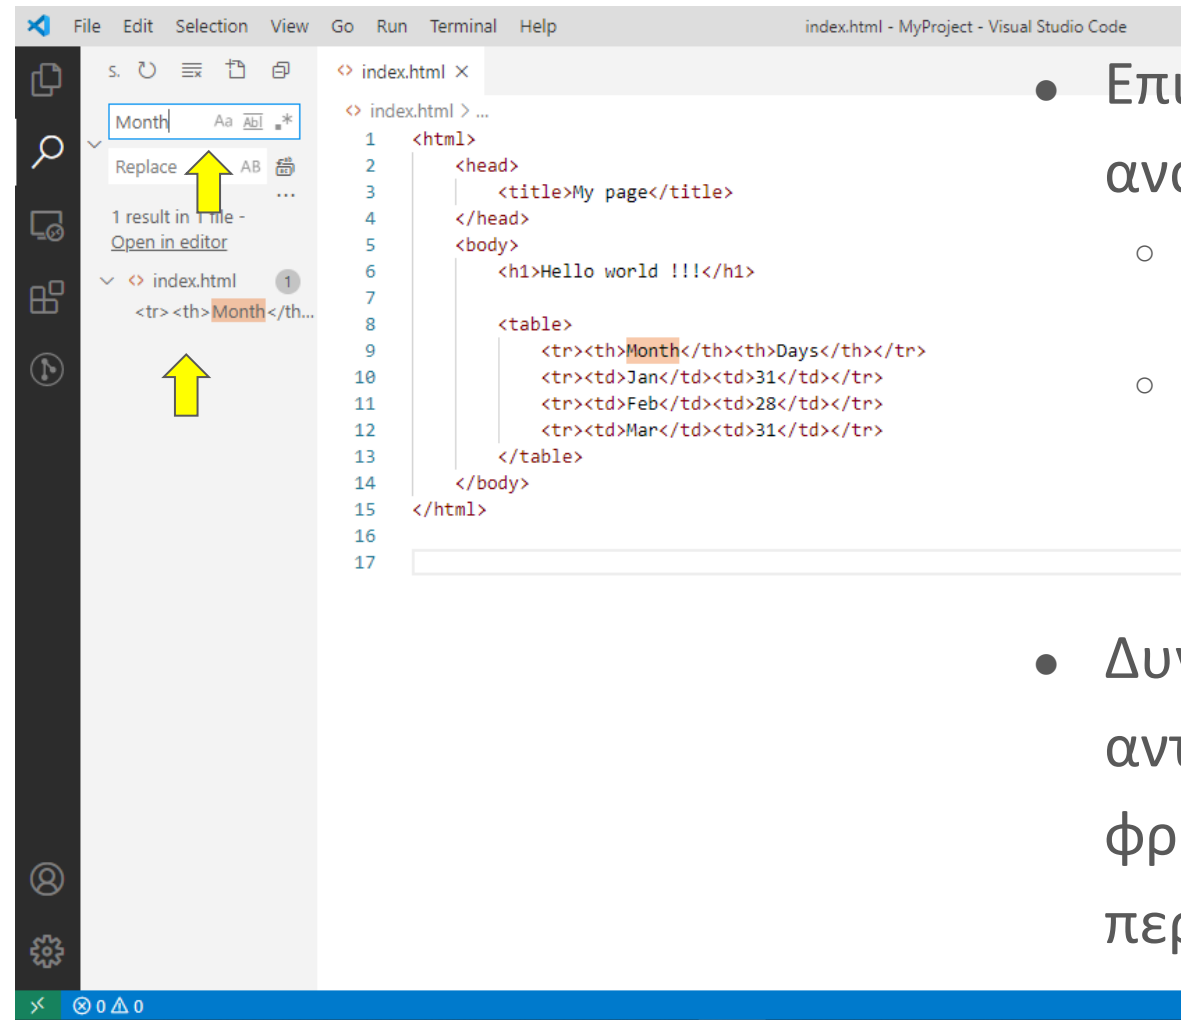 File Edit Selection View Go Run Terminal Help index.html - MyProject - Visual Studio Code
S.
Month Aa Abl .*
Replace AB
...
1 result in 1 file -
Open in editor
index.html 1
<tr><th>Month</th...
<> index.html ×
<> index.html > ...
1 <html>
2 <head>
3 <title>My page</title>
4 </head>
5 <body>
6 <h1>Hello world !!!</h1>
7
8 <table>
9 <tr><th>Month</th><th>Days</th></tr>
10 <tr><td>Jan</td><td>31</td></tr>
11 <tr><td>Feb</td><td>28</td></tr>
12 <tr><td>Mar</td><td>31</td></tr>
13 </table>
14 </body>
15 </html>
16
17
0 0